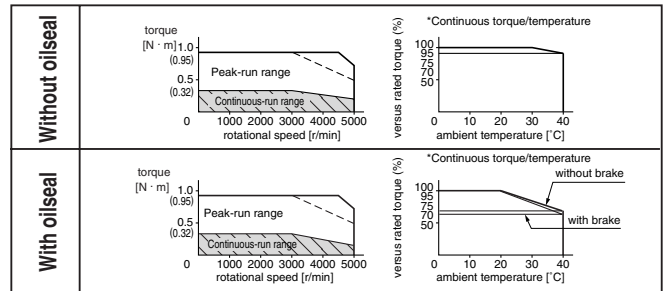 Without oilseal
torque
[N · m]
1.0
(0.95)
0.5
(0.32)
Peak-run range
Continuous-run range
0 1000 2000 3000 4000 5000
rotational speed [r/min]
*Continuous torque/temperature
versus rated torque (%)
100
95
75
70
50
0 10 20 30 40
ambient temperature [˚C]
With oilseal
torque
[N · m]
1.0
(0.95)
0.5
(0.32)
Peak-run range
Continuous-run range
0 1000 2000 3000 4000 5000
rotational speed [r/min]
*Continuous torque/temperature
without brake
versus rated torque (%)
100
95
75
70
50
with brake
0 10 20 30 40
ambient temperature [˚C]